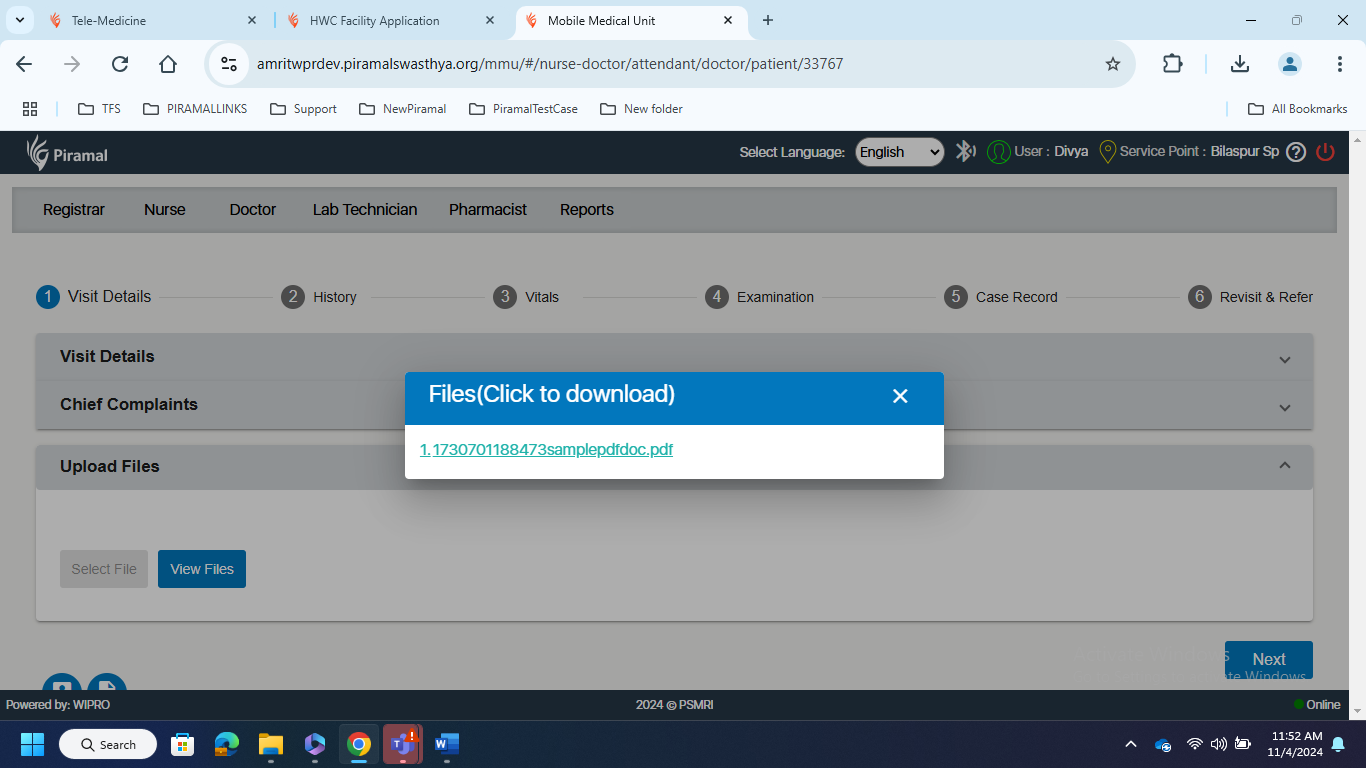 Tele-Medicine
HWC Facility Application
Mobile Medical Unit
amritwprdev.piramalswasthya.org/mmu/#/nurse-doctor/attendant/doctor/patient/33767
TFS
PIRAMALLINKS
Support
NewPiramal
PiramalTestCase
New folder
All Bookmarks
Piramal
Select Language:
English
User : Divya
Service Point : Bilaspur Sp
Registrar
Nurse
Doctor
Lab Technician
Pharmacist
Reports
1 Visit Details
2 History
3 Vitals
4 Examination
5 Case Record
6 Revisit & Refer
Visit Details
Chief Complaints
Files(Click to download)
1.1730701188473samplepdfdoc.pdf
Upload Files
Select File
View Files
Next
Windows
Powered by: WIPRO
2024 © PSMRI
Online
Search
11:52 AM
11/4/2024